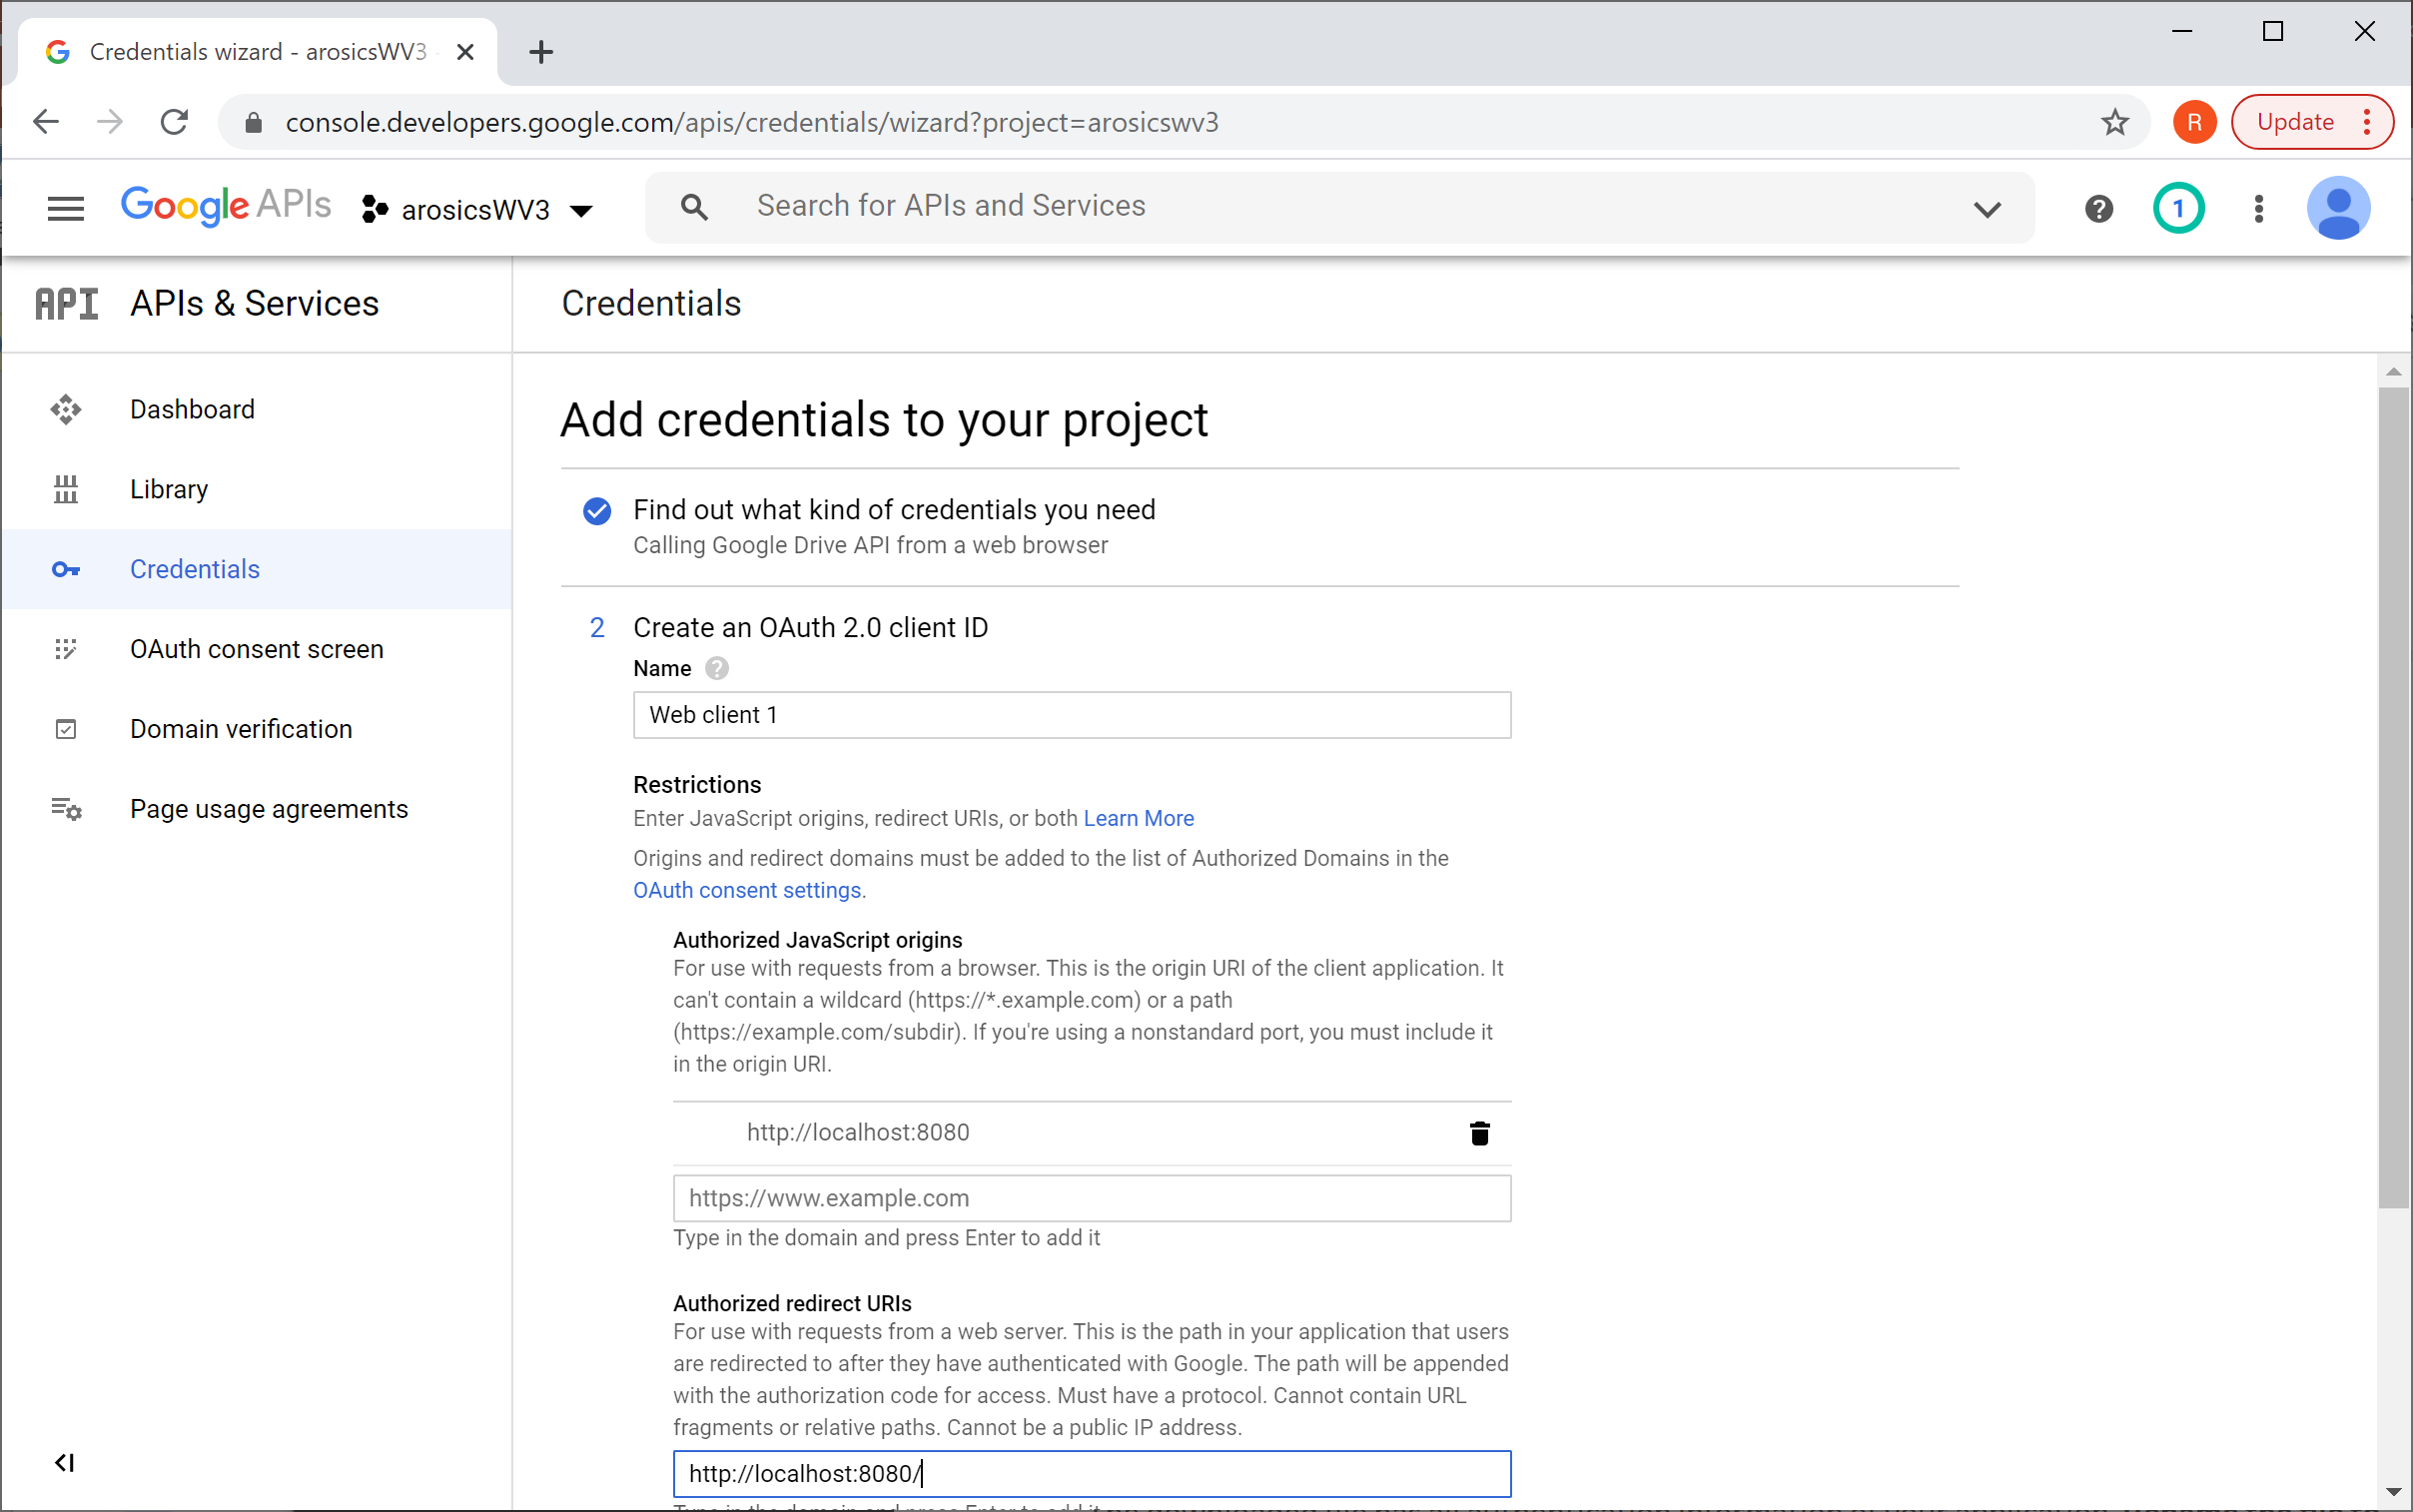 Credentials wizard - arosicsWV3
console.developers.google.com/apis/credentials/wizard?project=arosicswv3
R
Update
Google APIs
arosicsWV3
Search for APIs and Services
1
API
APIs & Services
Credentials
Dashboard
Library
Credentials
OAuth consent screen
Domain verification
Page usage agreements
Add credentials to your project
Find out what kind of credentials you need
Calling Google Drive API from a web browser
2 Create an OAuth 2.0 client ID
Name
Web client 1
Restrictions
Enter JavaScript origins, redirect URIs, or both Learn More
Origins and redirect domains must be added to the list of Authorized Domains in the
OAuth consent settings.
Authorized JavaScript origins
For use with requests from a browser. This is the origin URI of the client application. It
can't contain a wildcard (https://*.example.com) or a path
(https://example.com/subdir). If you're using a nonstandard port, you must include it
in the origin URI.
http://localhost:8080
https://www.example.com
Type in the domain and press Enter to add it
Authorized redirect URIs
For use with requests from a web server. This is the path in your application that users
are redirected to after they have authenticated with Google. The path will be appended
with the authorization code for access. Must have a protocol. Cannot contain URL
fragments or relative paths. Cannot be a public IP address.
http://localhost:8080/
Type in the domain and press Enter to add it